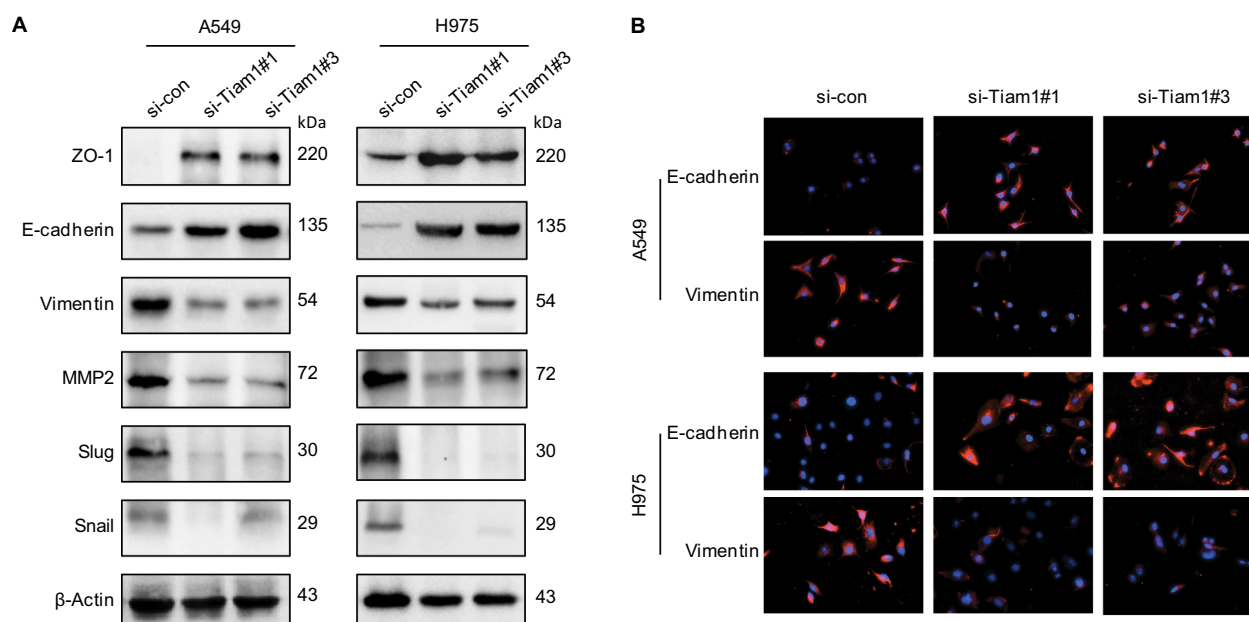 A
A549
H975
si-con
si-Tiam1#1
si-Tiam1#3
kDa
si-con
si-Tiam1#1
si-Tiam1#3
kDa
ZO-1
220
220
E-cadherin
135
135
Vimentin
54
54
MMP2
72
72
Slug
30
30
Snail
29
29
β-Actin
43
43
B
si-con
si-Tiam1#1
si-Tiam1#3
A549
E-cadherin
Vimentin
H975
E-cadherin
Vimentin